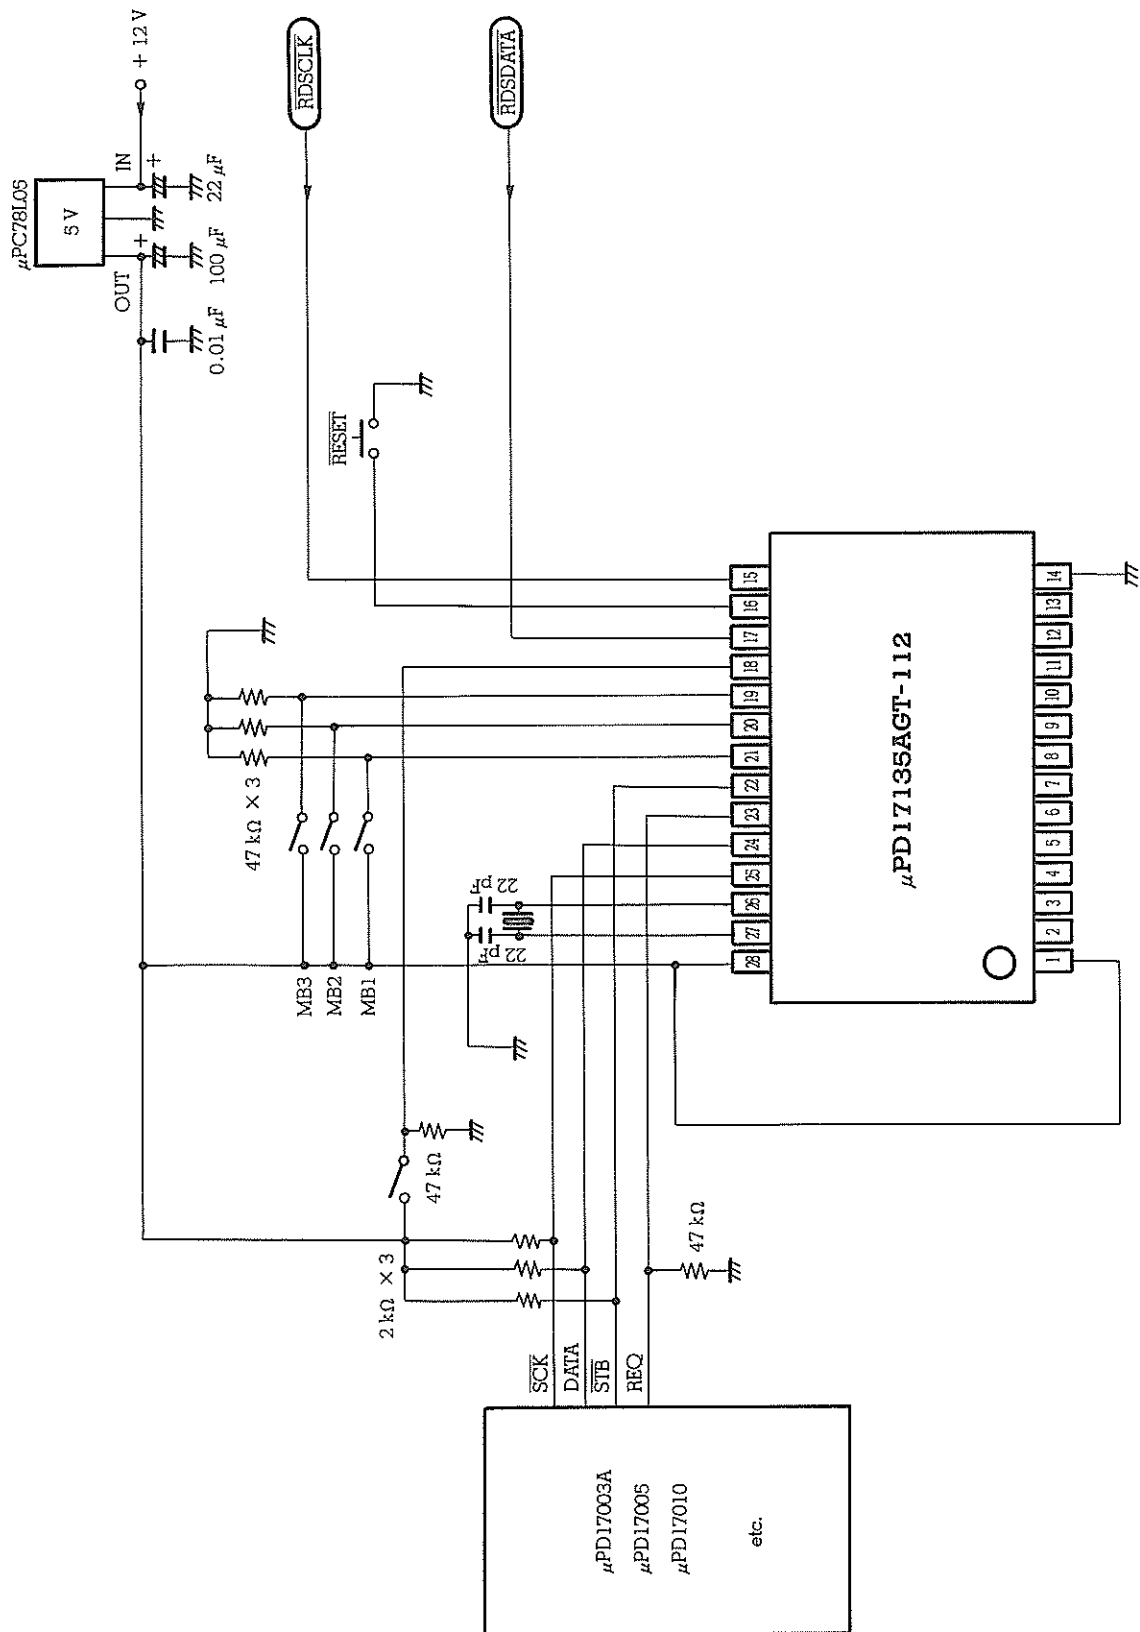 μPC78L05
5 V
IN
OUT
+ 12 V
+
+
22 μF
100 μF
0.01 μF
RDSCLK
RDSDATA
RESET
47 kΩ × 3
MB3
MB2
MB1
22 pF
22 pF
47 kΩ
2 kΩ × 3
SCK
DATA
STB
REQ
47 kΩ
28 27 26 25 24 23 22 21 20 19 18 17 16 15
μPD17135AGT-112
1 2 3 4 5 6 7 8 9 10 11 12 13 14
μPD17003A
μPD17005
μPD17010
etc.